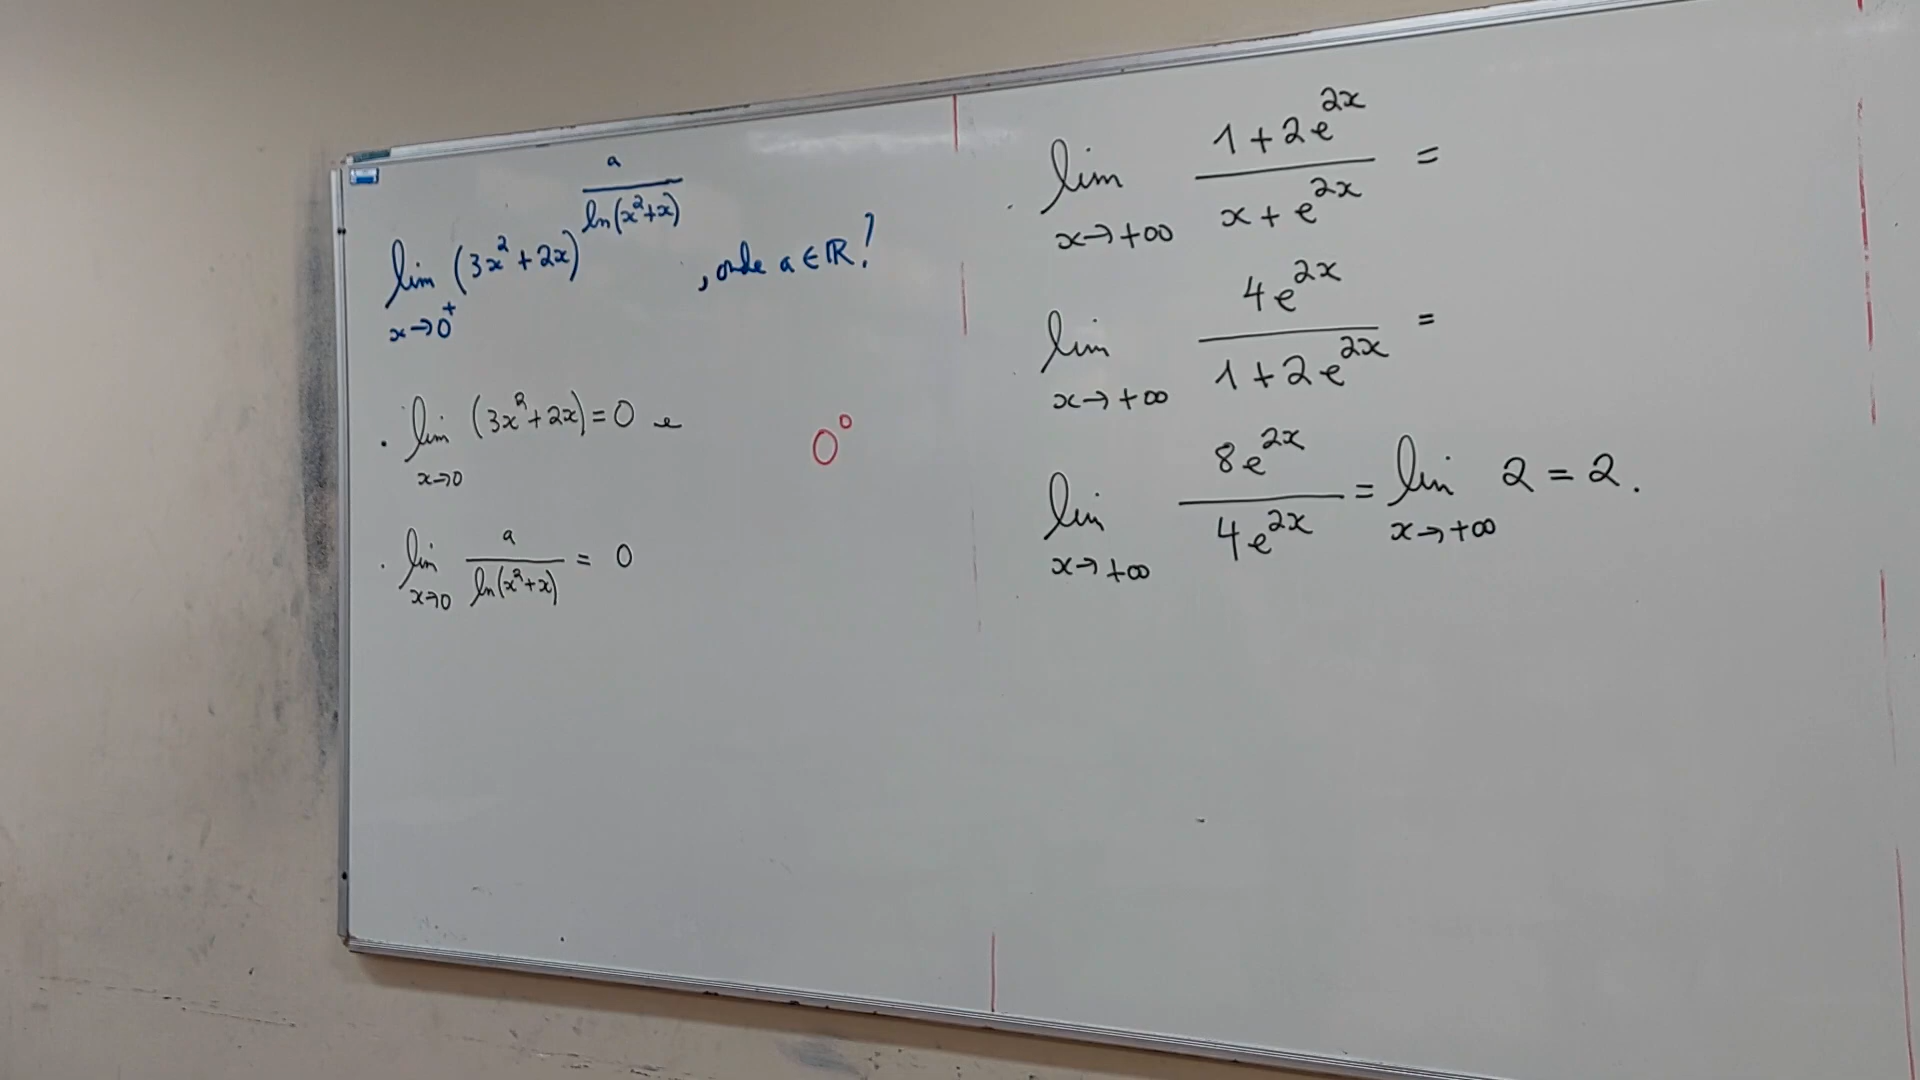 lim x→0⁺ (3x²+2x)^(a/ln(x²+x)) , onde a ∈ ℝ?
· lim x→0 (3x²+2x) = 0 e
0⁰
· lim x→0 a/ln(x²+x) = 0
lim x→+∞ (1+2e^(2x))/(x+e^(2x)) =
lim x→+∞ 4e^(2x)/(1+2e^(2x)) =
lim x→+∞ 8e^(2x)/4e^(2x) = lim x→+∞ 2 = 2.